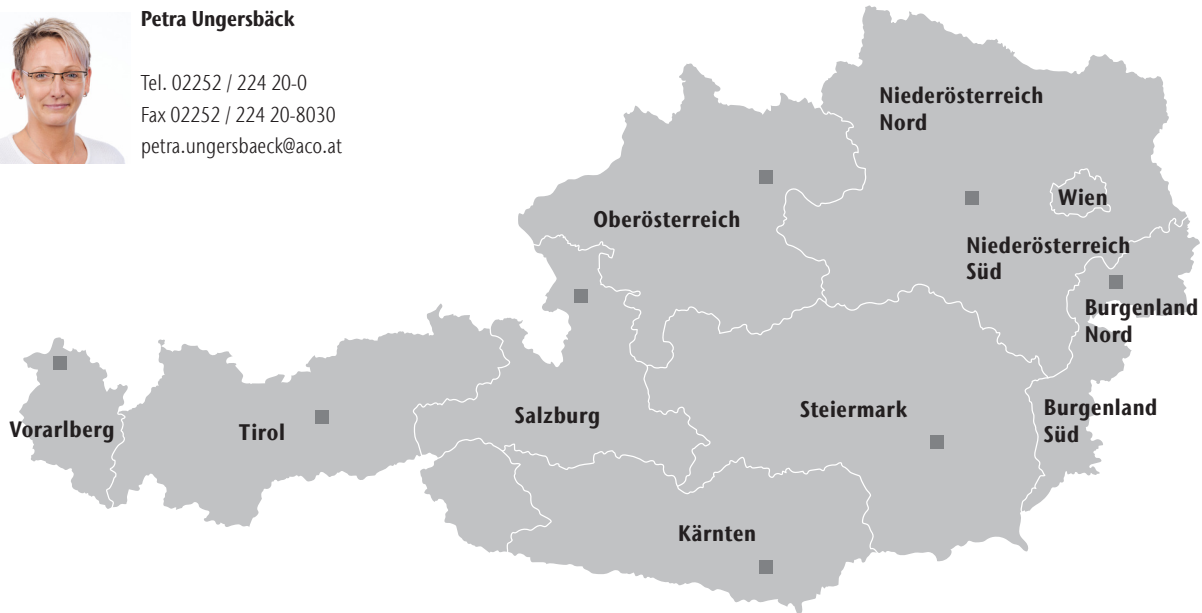 Petra Ungersbäck
Tel. 02252 / 224 20-0
Fax 02252 / 224 20-8030
petra.ungersbaeck@aco.at
Niederösterreich
Nord
Wien
Oberösterreich
Niederösterreich
Süd
Burgenland
Nord
Vorarlberg
Tirol
Salzburg
Steiermark
Burgenland
Süd
Kärnten